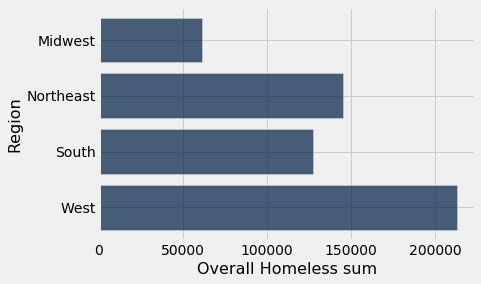 Midwest
Northeast
South
West
Region
0 50000 100000 150000 200000
Overall Homeless sum